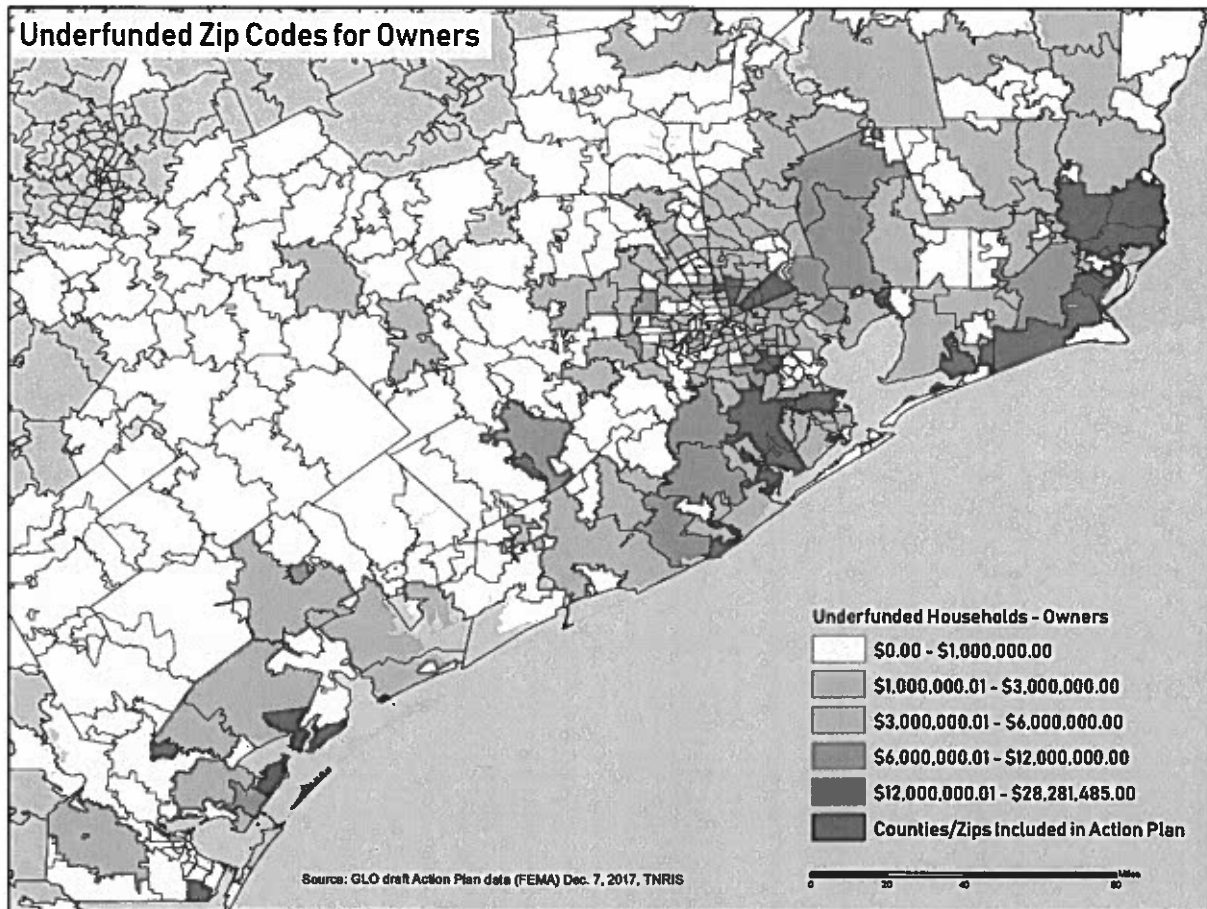 Underfunded Zip Codes for Owners
Underfunded Households - Owners
$0.00 - $1,000,000.00
$1,000,000.01 - $3,000,000.00
$3,000,000.01 - $6,000,000.00
$6,000,000.01 - $12,000,000.00
$12,000,000.01 - $28,281,485.00
Counties/Zips Included in Action Plan
Source: GLO draft Action Plan data (FEMA) Dec. 7, 2017, TNRIS
Miles
0 20 40 80